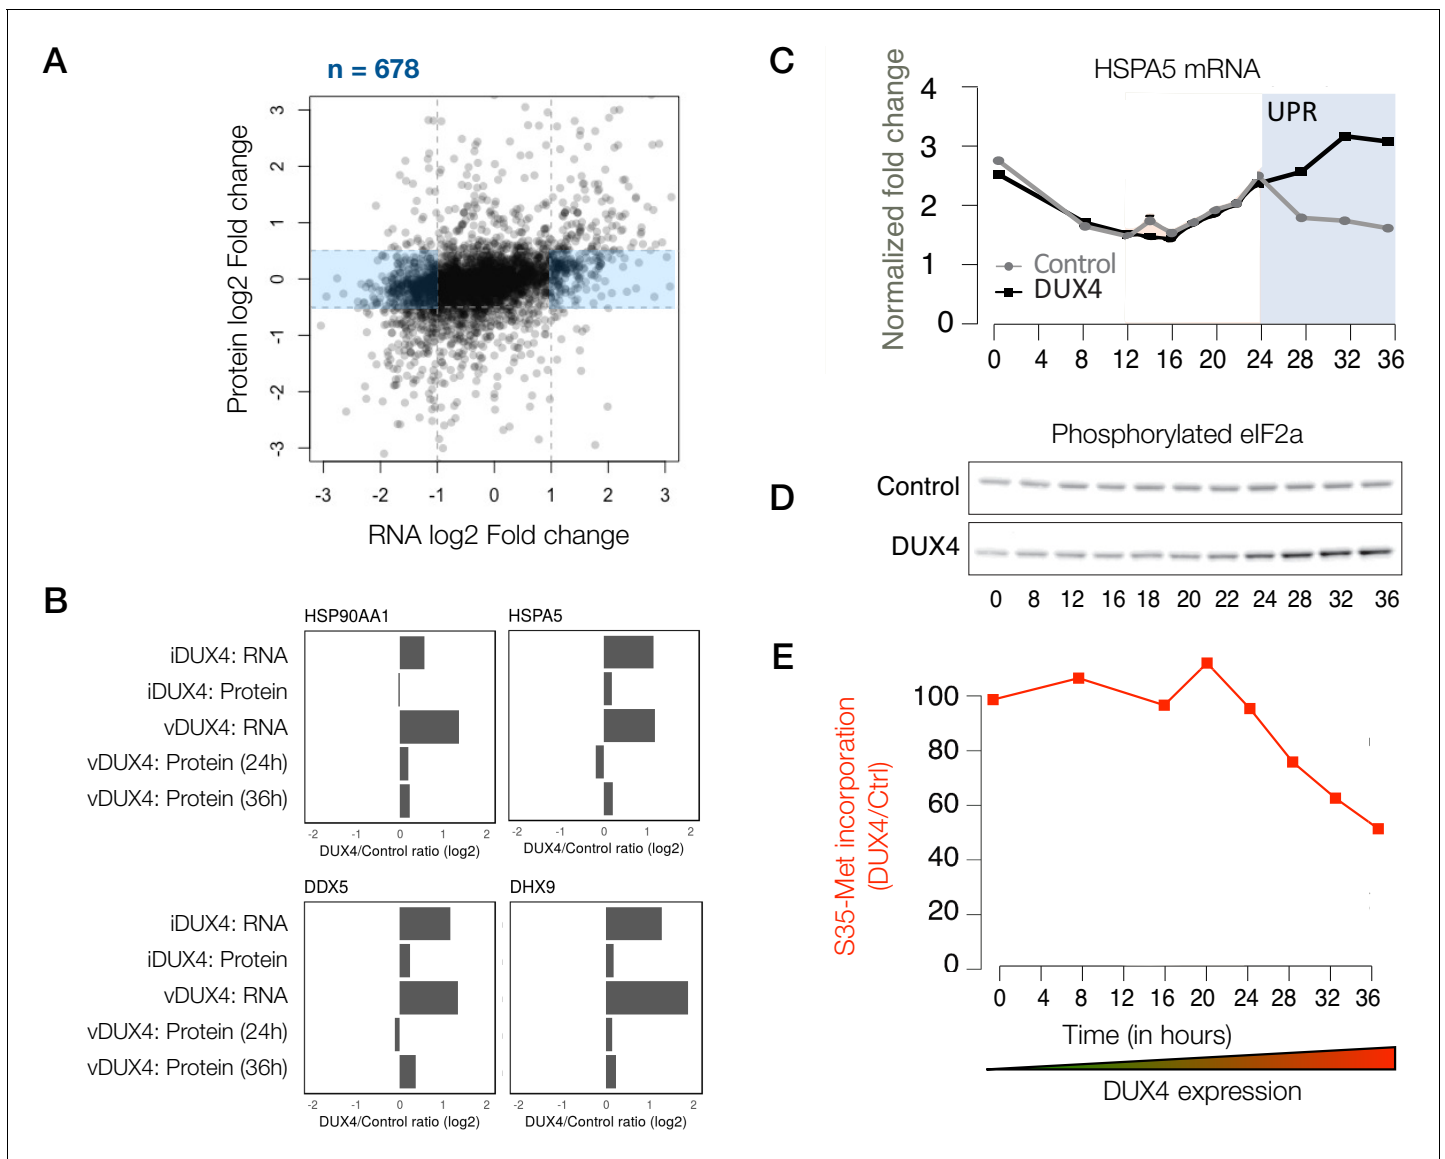 A
n = 678
Protein log2 Fold change
3
2
1
0
-1
-2
-3
-3 -2 -1 0 1 2 3
RNA log2 Fold change
B
HSP90AA1 HSPA5
iDUX4: RNA
iDUX4: Protein
vDUX4: RNA
vDUX4: Protein (24h)
vDUX4: Protein (36h)
-2 -1 0 1 2 -2 -1 0 1 2
DUX4/Control ratio (log2) DUX4/Control ratio (log2)
DDX5 DHX9
iDUX4: RNA
iDUX4: Protein
vDUX4: RNA
vDUX4: Protein (24h)
vDUX4: Protein (36h)
-2 -1 0 1 2 -2 -1 0 1 2
DUX4/Control ratio (log2) DUX4/Control ratio (log2)
C
HSPA5 mRNA
Normalized fold change
4
3
2
1
0
UPR
Control
DUX4
0 4 8 12 16 20 24 28 32 36
D
Phosphorylated eIF2a
Control
DUX4
0 8 12 16 18 20 22 24 28 32 36
E
S35-Met incorporation
(DUX4/Ctrl)
100
80
60
40
20
0
0 4 8 12 16 20 24 28 32 36
Time (in hours)
DUX4 expression